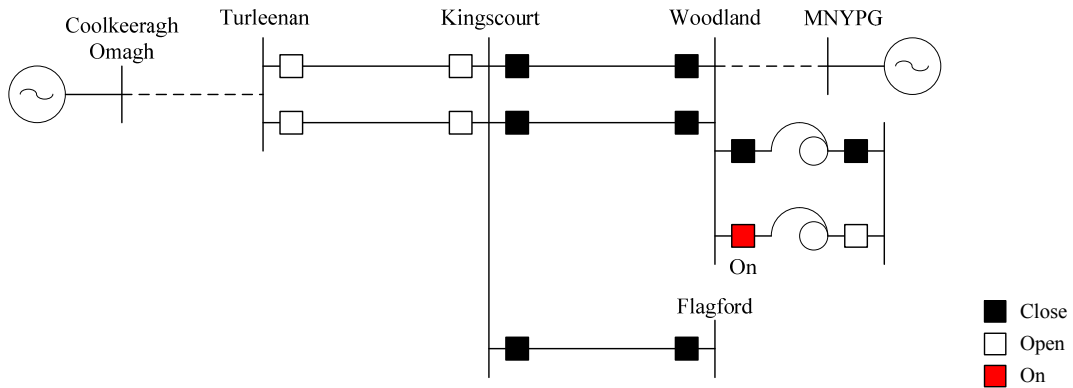 Coolkeeragh
Omagh
Turleenan
Kingscourt
Woodland
MNYPG
On
Flagford
Close
Open
On